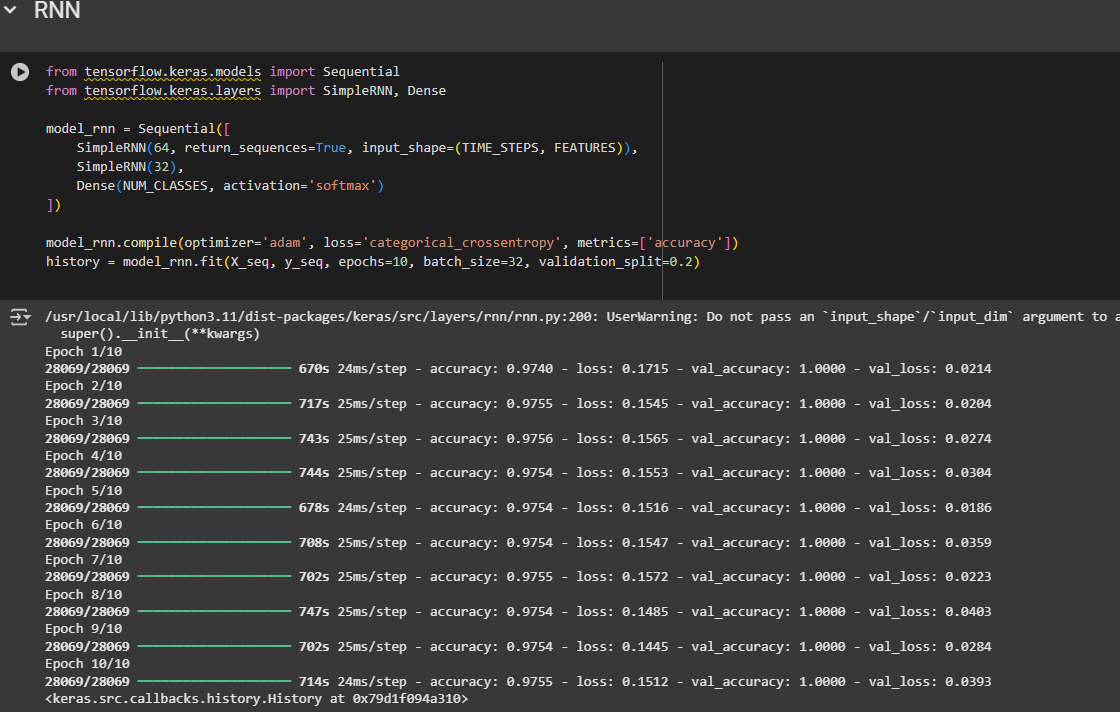 RNN
from tensorflow.keras.models import Sequential
from tensorflow.keras.layers import SimpleRNN, Dense
model_rnn = Sequential([
SimpleRNN(64, return_sequences=True, input_shape=(TIME_STEPS, FEATURES)),
SimpleRNN(32),
Dense(NUM_CLASSES, activation='softmax')
])
model_rnn.compile(optimizer='adam', loss='categorical_crossentropy', metrics=['accuracy'])
history = model_rnn.fit(X_seq, y_seq, epochs=10, batch_size=32, validation_split=0.2)
/usr/local/lib/python3.11/dist-packages/keras/src/layers/rnn/rnn.py:200: UserWarning: Do not pass an `input_shape`/`input_dim` argument to a
super().__init__(**kwargs)
Epoch 1/10
28069/28069 670s 24ms/step - accuracy: 0.9740 - loss: 0.1715 - val_accuracy: 1.0000 - val_loss: 0.0214
Epoch 2/10
28069/28069 717s 25ms/step - accuracy: 0.9755 - loss: 0.1545 - val_accuracy: 1.0000 - val_loss: 0.0204
Epoch 3/10
28069/28069 743s 25ms/step - accuracy: 0.9756 - loss: 0.1565 - val_accuracy: 1.0000 - val_loss: 0.0274
Epoch 4/10
28069/28069 744s 25ms/step - accuracy: 0.9754 - loss: 0.1553 - val_accuracy: 1.0000 - val_loss: 0.0304
Epoch 5/10
28069/28069 678s 24ms/step - accuracy: 0.9754 - loss: 0.1516 - val_accuracy: 1.0000 - val_loss: 0.0186
Epoch 6/10
28069/28069 708s 25ms/step - accuracy: 0.9754 - loss: 0.1547 - val_accuracy: 1.0000 - val_loss: 0.0359
Epoch 7/10
28069/28069 702s 25ms/step - accuracy: 0.9755 - loss: 0.1572 - val_accuracy: 1.0000 - val_loss: 0.0223
Epoch 8/10
28069/28069 747s 25ms/step - accuracy: 0.9754 - loss: 0.1485 - val_accuracy: 1.0000 - val_loss: 0.0403
Epoch 9/10
28069/28069 702s 25ms/step - accuracy: 0.9754 - loss: 0.1445 - val_accuracy: 1.0000 - val_loss: 0.0284
Epoch 10/10
28069/28069 714s 25ms/step - accuracy: 0.9755 - loss: 0.1512 - val_accuracy: 1.0000 - val_loss: 0.0393
<keras.src.callbacks.history.History at 0x79d1f094a310>